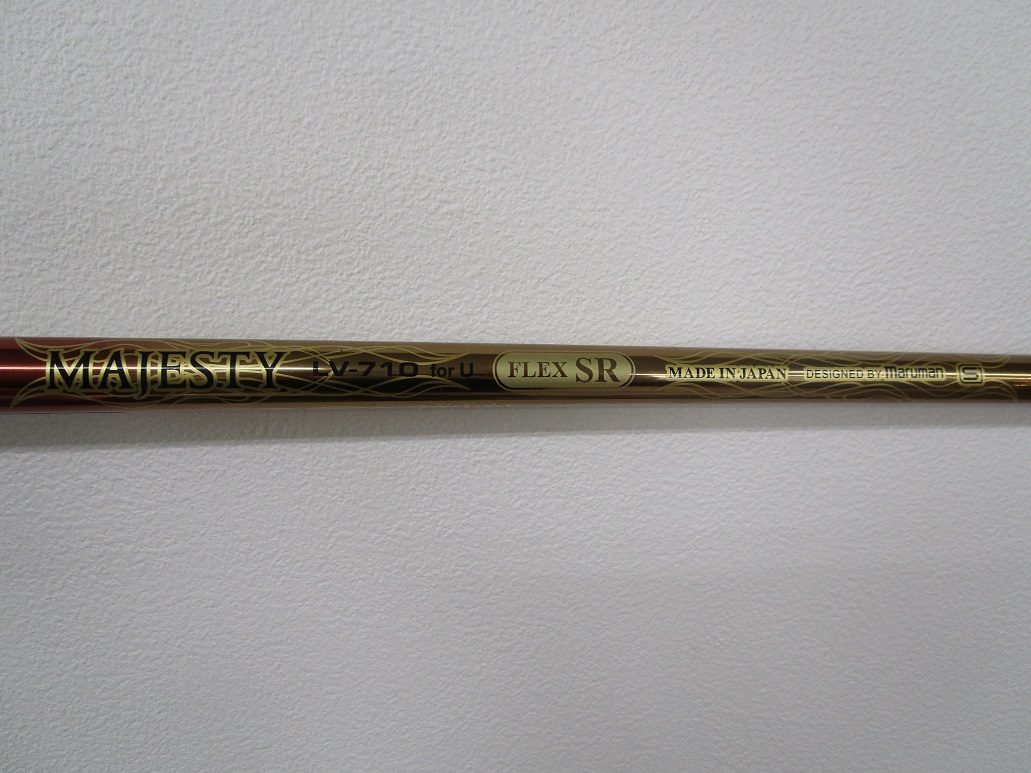 MAJESTY LV-710 for U FLEX SR MADE IN JAPAN DESIGNED BY maruman S